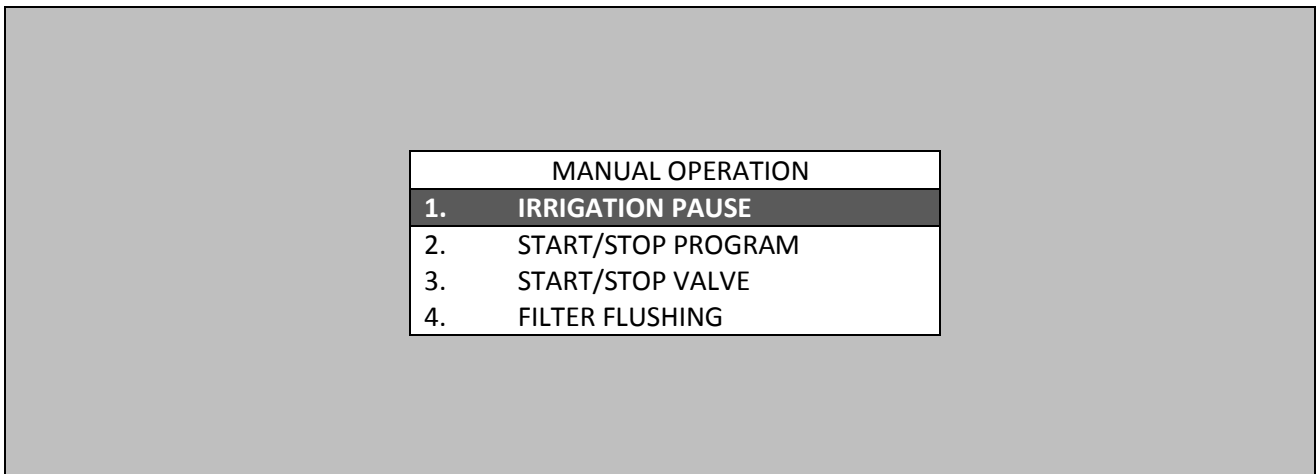 MANUAL OPERATION
1. IRRIGATION PAUSE
2. START/STOP PROGRAM
3. START/STOP VALVE
4. FILTER FLUSHING